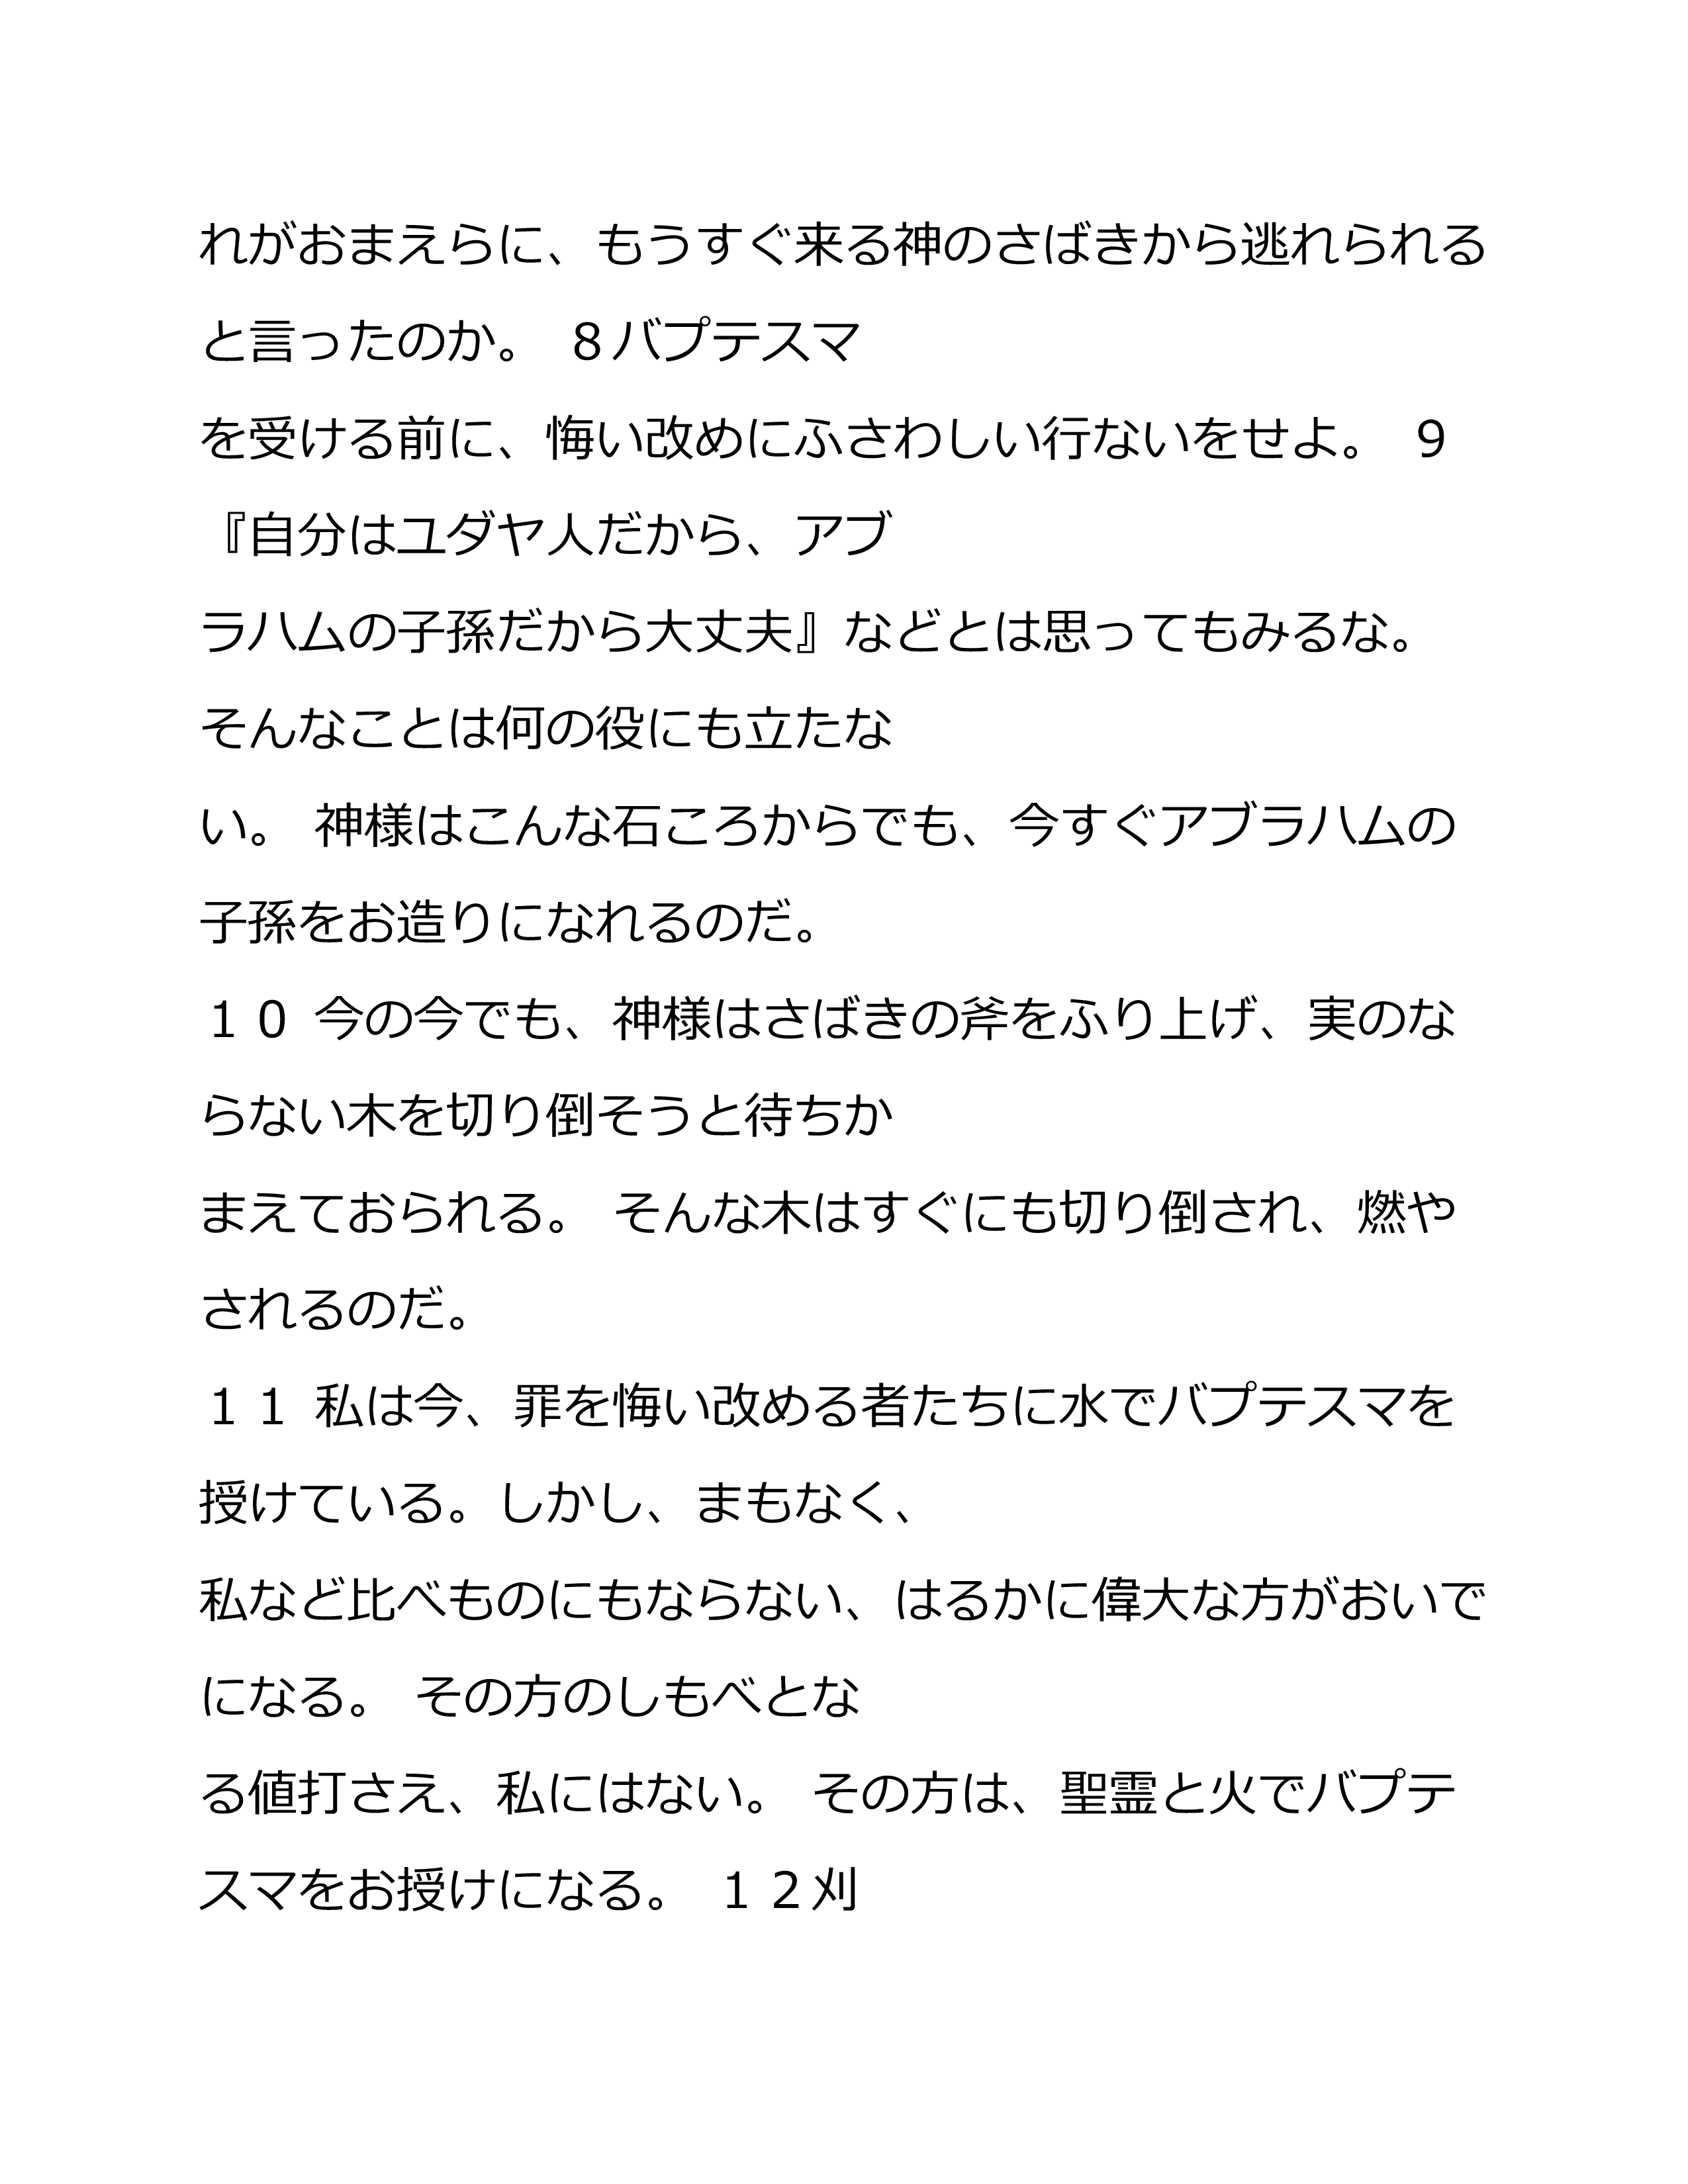 れがおまえらに、もうすぐ来る神のさばきから逃れられる
と言ったのか。 ８バプテスマ
を受ける前に、悔い改めにふさわしい行ないをせよ。 ９
『自分はユダヤ人だから、アブ
ラハムの子孫だから大丈夫』などとは思ってもみるな。
そんなことは何の役にも立たな
い。 神様はこんな石ころからでも、今すぐアブラハムの
子孫をお造りになれるのだ。
１０ 今の今でも、神様はさばきの斧をふり上げ、実のな
らない木を切り倒そうと待ちか
まえておられる。 そんな木はすぐにも切り倒され、燃や
されるのだ。
１１ 私は今、罪を悔い改める者たちに水でバプテスマを
授けている。しかし、まもなく、
私など比べものにもならない、はるかに偉大な方がおいで
になる。 その方のしもべとな
る値打さえ、私にはない。 その方は、聖霊と火でバプテ
スマをお授けになる。 １２刈